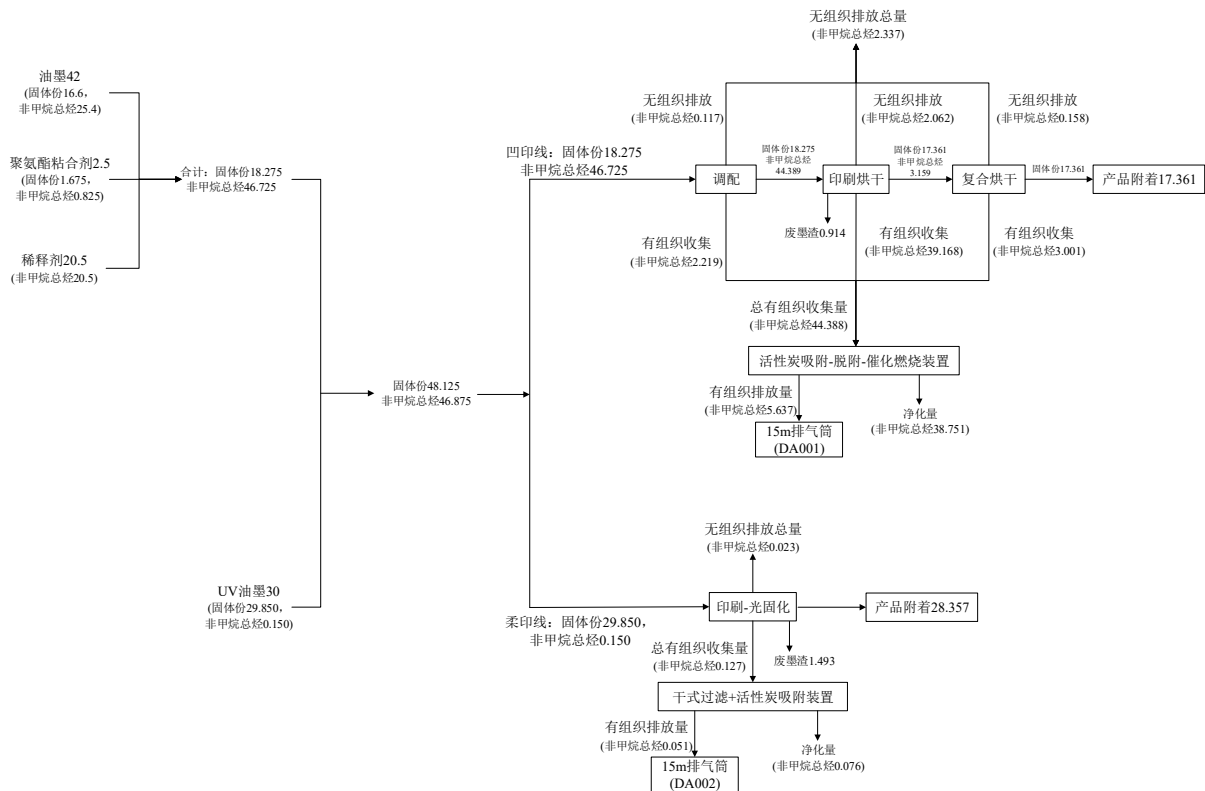 无组织排放总量
(非甲烷总烃2.337)
油墨42
(固体份16.6，
非甲烷总烃25.4)
聚氨酯粘合剂2.5
(固体份1.675，
非甲烷总烃0.825)
稀释剂20.5
(非甲烷总烃20.5)
合计：固体份18.275
非甲烷总烃46.725
UV油墨30
(固体份29.850，
非甲烷总烃0.150)
固体份48.125
非甲烷总烃46.875
凹印线：固体份18.275
非甲烷总烃46.725
无组织排放
(非甲烷总烃0.117)
无组织排放
(非甲烷总烃2.062)
无组织排放
(非甲烷总烃0.158)
调配
固体份18.275
非甲烷总烃
44.389
印刷烘干
固体份17.361
非甲烷总烃
3.159
复合烘干
固体份17.361
产品附着17.361
废墨渣0.914
有组织收集
(非甲烷总烃2.219)
有组织收集
(非甲烷总烃39.168)
有组织收集
(非甲烷总烃3.001)
总有组织收集量
(非甲烷总烃44.388)
活性炭吸附-脱附-催化燃烧装置
有组织排放量
(非甲烷总烃5.637)
净化量
(非甲烷总烃38.751)
15m排气筒
(DA001)
柔印线：固体份29.850，
非甲烷总烃0.150
无组织排放总量
(非甲烷总烃0.023)
印刷-光固化
产品附着28.357
总有组织收集量
(非甲烷总烃0.127)
废墨渣1.493
干式过滤+活性炭吸附装置
有组织排放量
(非甲烷总烃0.051)
净化量
(非甲烷总烃0.076)
15m排气筒
(DA002)